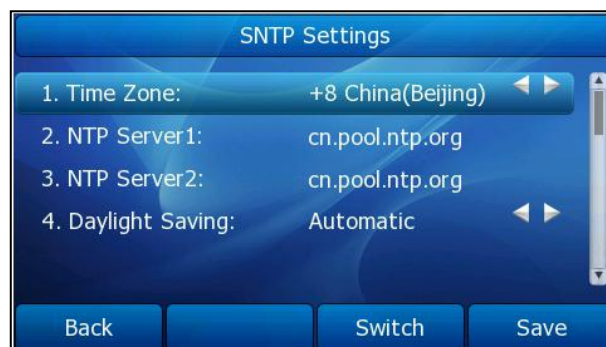 SNTP Settings
1. Time Zone: +8 China(Beijing)
2. NTP Server1: cn.pool.ntp.org
3. NTP Server2: cn.pool.ntp.org
4. Daylight Saving: Automatic
Back Switch Save